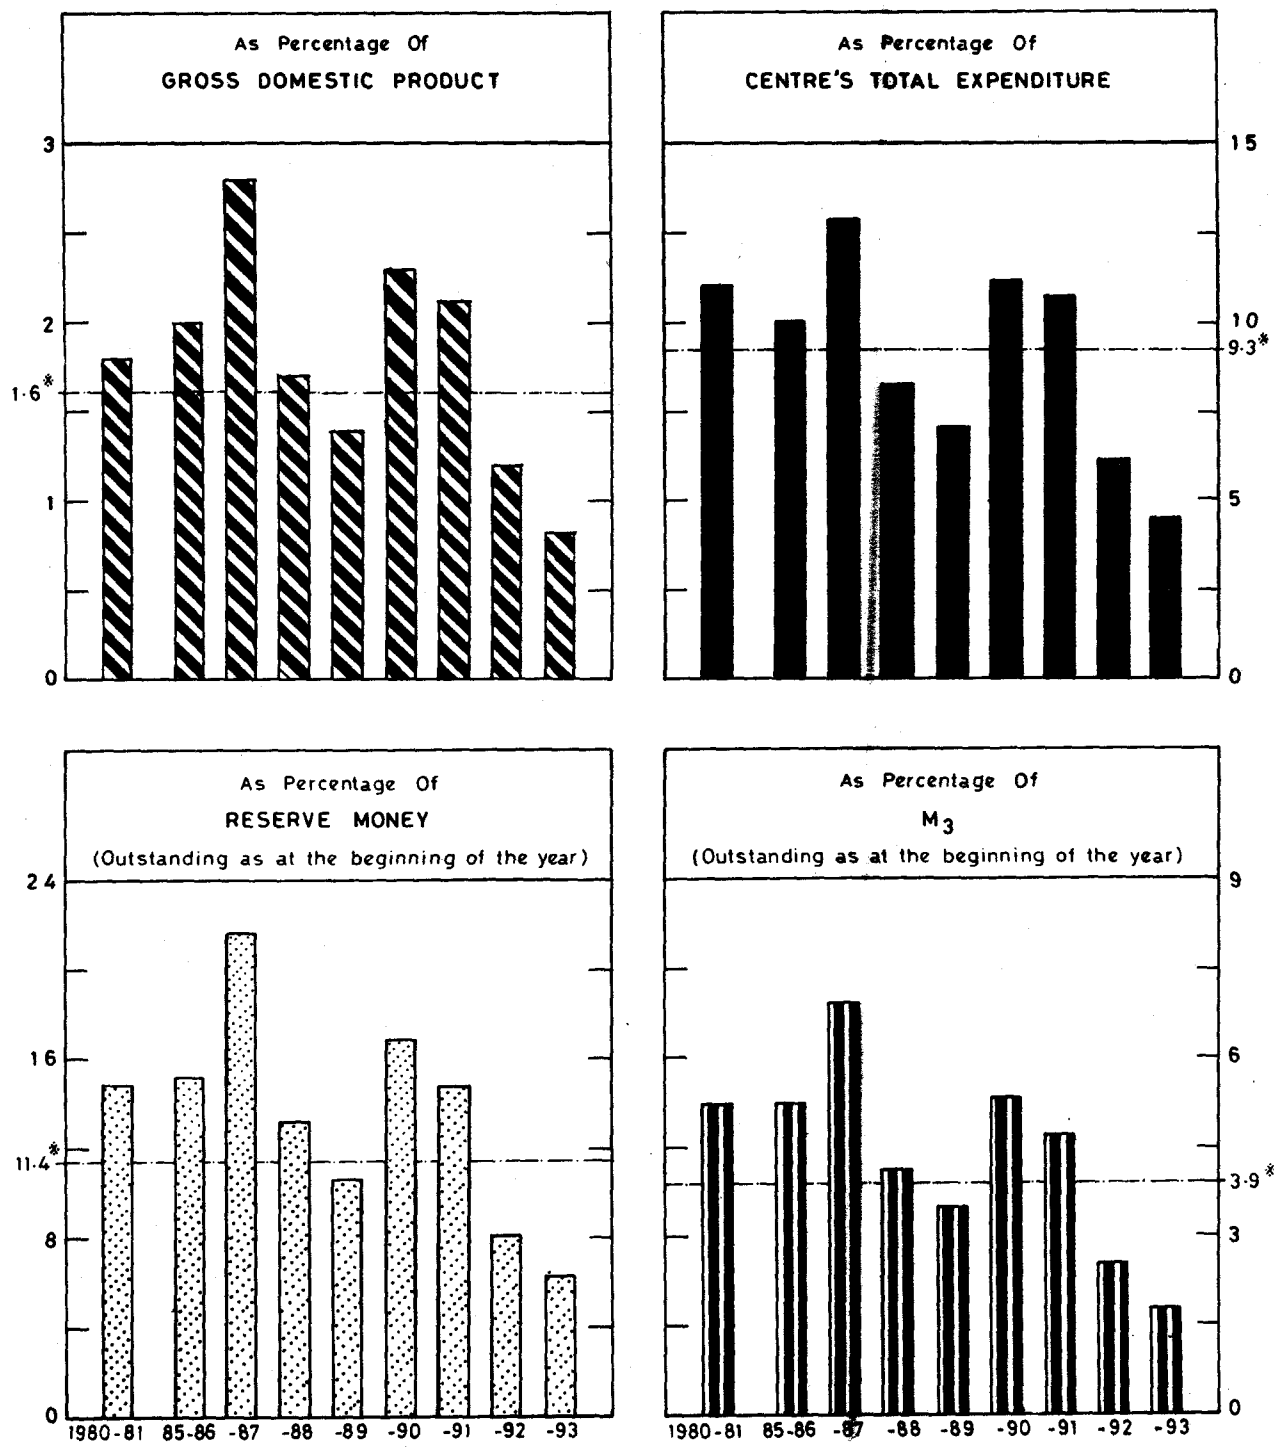 As Percentage Of
GROSS DOMESTIC PRODUCT
3
2
1·6※
1
0
As Percentage Of
CENTRE'S TOTAL EXPENDITURE
15
10
9·3※
5
0
As Percentage Of
RESERVE MONEY
(Outstanding as at the beginning of the year)
24
16
11·4※
8
0
1980-81 85-86 -87 -88 -89 -90 -91 -92 -93
As Percentage Of
M3
(Outstanding as at the beginning of the year)
9
6
3·9※
3
0
1980-81 85-86 -87 -88 -89 -90 -91 -92 -93